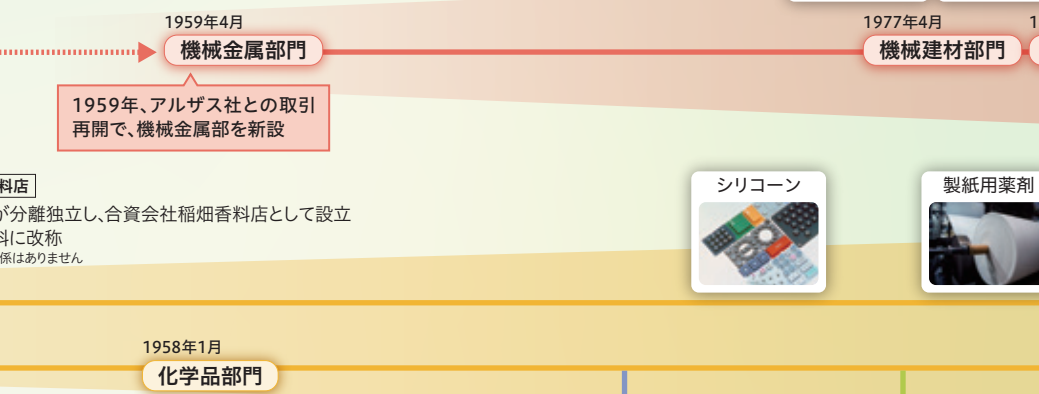 1959年4月
機械金属部門
1977年4月
1
機械建材部門
1959年、アルザス社との取引
再開で、機械金属部を新設
料店
が分離独立し、合資会社稲畑香料店として設立
料に改称
係はありません
シリコーン
製紙用薬剤
1958年1月
化学品部門